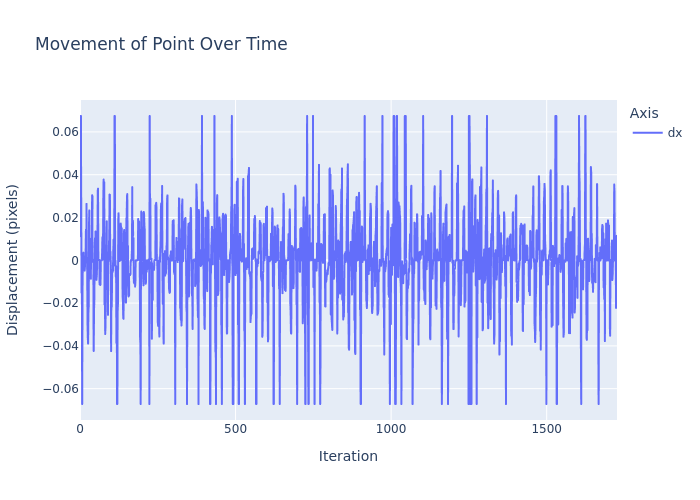 Movement of Point Over Time
Axis
dx
0.06
0.04
0.02
0
−0.02
−0.04
−0.06
Displacement (pixels)
0 500 1000 1500
Iteration